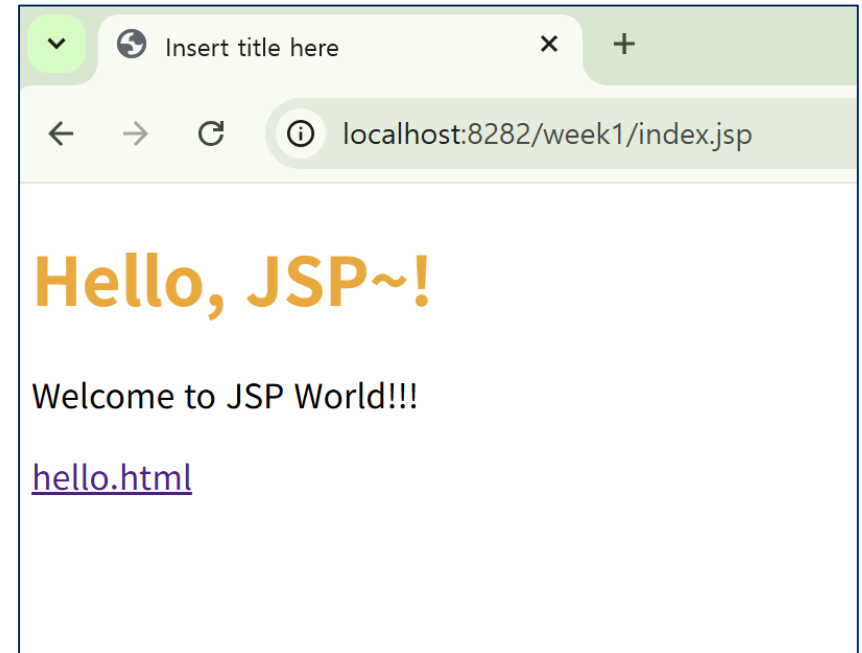 Insert title here
localhost:8282/week1/index.jsp
Hello, JSP~!
Welcome to JSP World!!!
hello.html